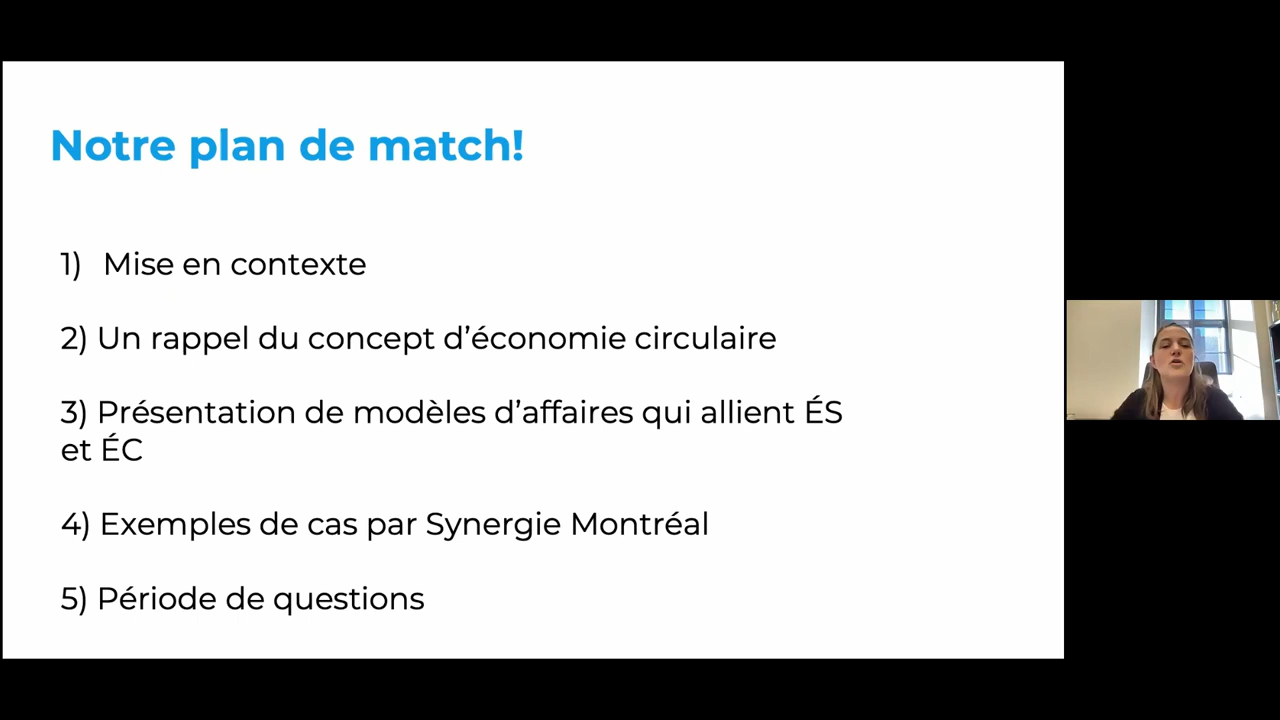 Notre plan de match!
1) Mise en contexte
2) Un rappel du concept d’économie circulaire
3) Présentation de modèles d’affaires qui allient ÉS
et ÉC
4) Exemples de cas par Synergie Montréal
5) Période de questions